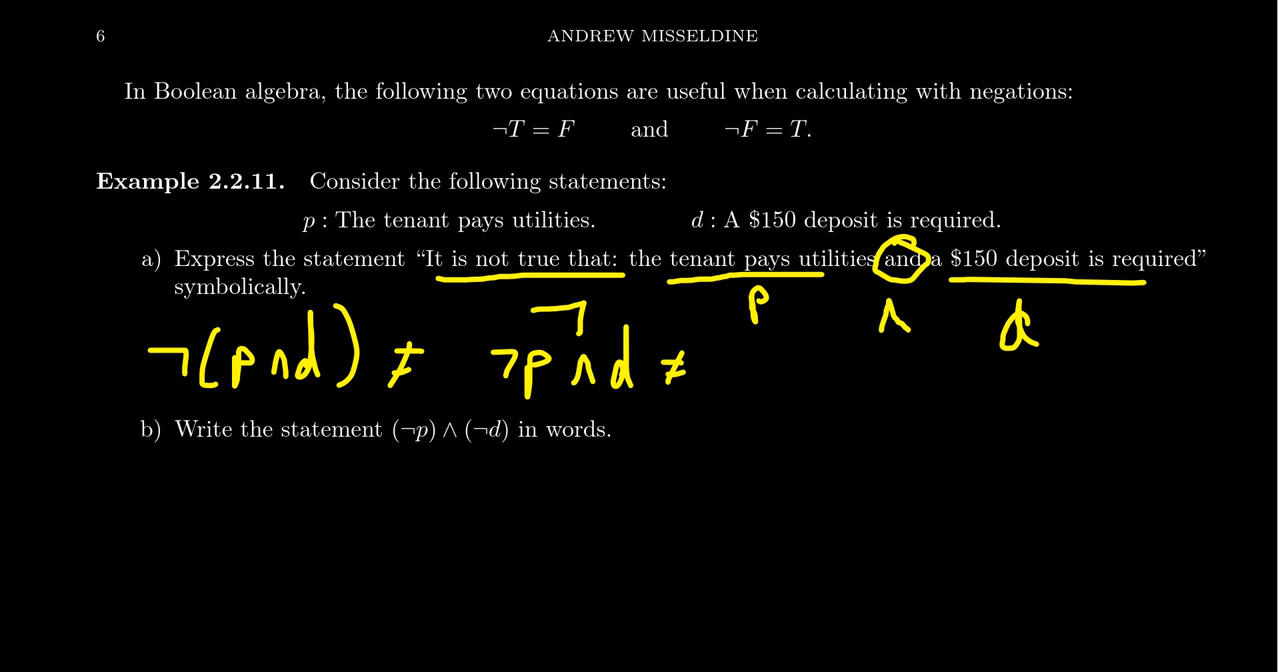 6 ANDREW MISSELDINE
In Boolean algebra, the following two equations are useful when calculating with negations:
¬T = F and ¬F = T.
Example 2.2.11. Consider the following statements:
p : The tenant pays utilities. d : A $150 deposit is required.
a) Express the statement “It is not true that: the tenant pays utilities and a $150 deposit is required”
symbolically.
¬ p ∧ d
¬(p ∧ d) ≠ ¬p ∧ d ≠
b) Write the statement (¬p) ∧ (¬d) in words.